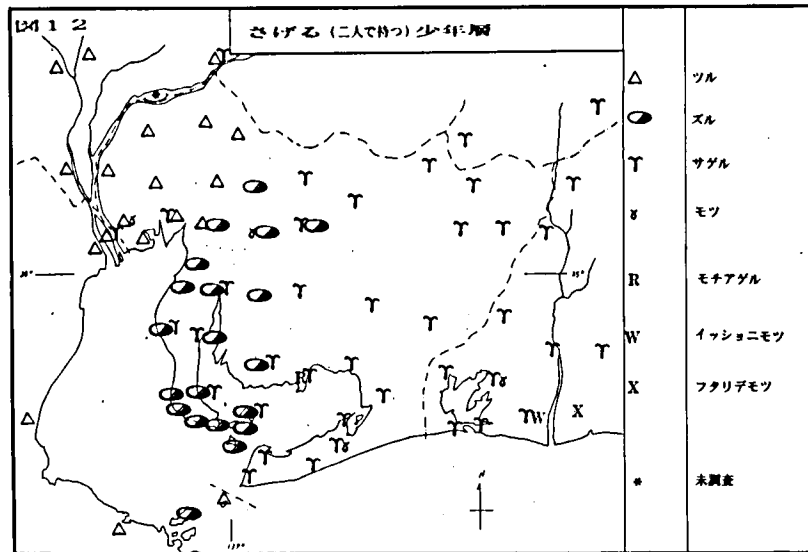 図12
さげる(二人で持つ)少年層
△ ツル
ズル
サゲル
モツ
R モチアゲル
W イッショニモツ
X フタリデモツ
* 未調査
35°
N
R
W
X